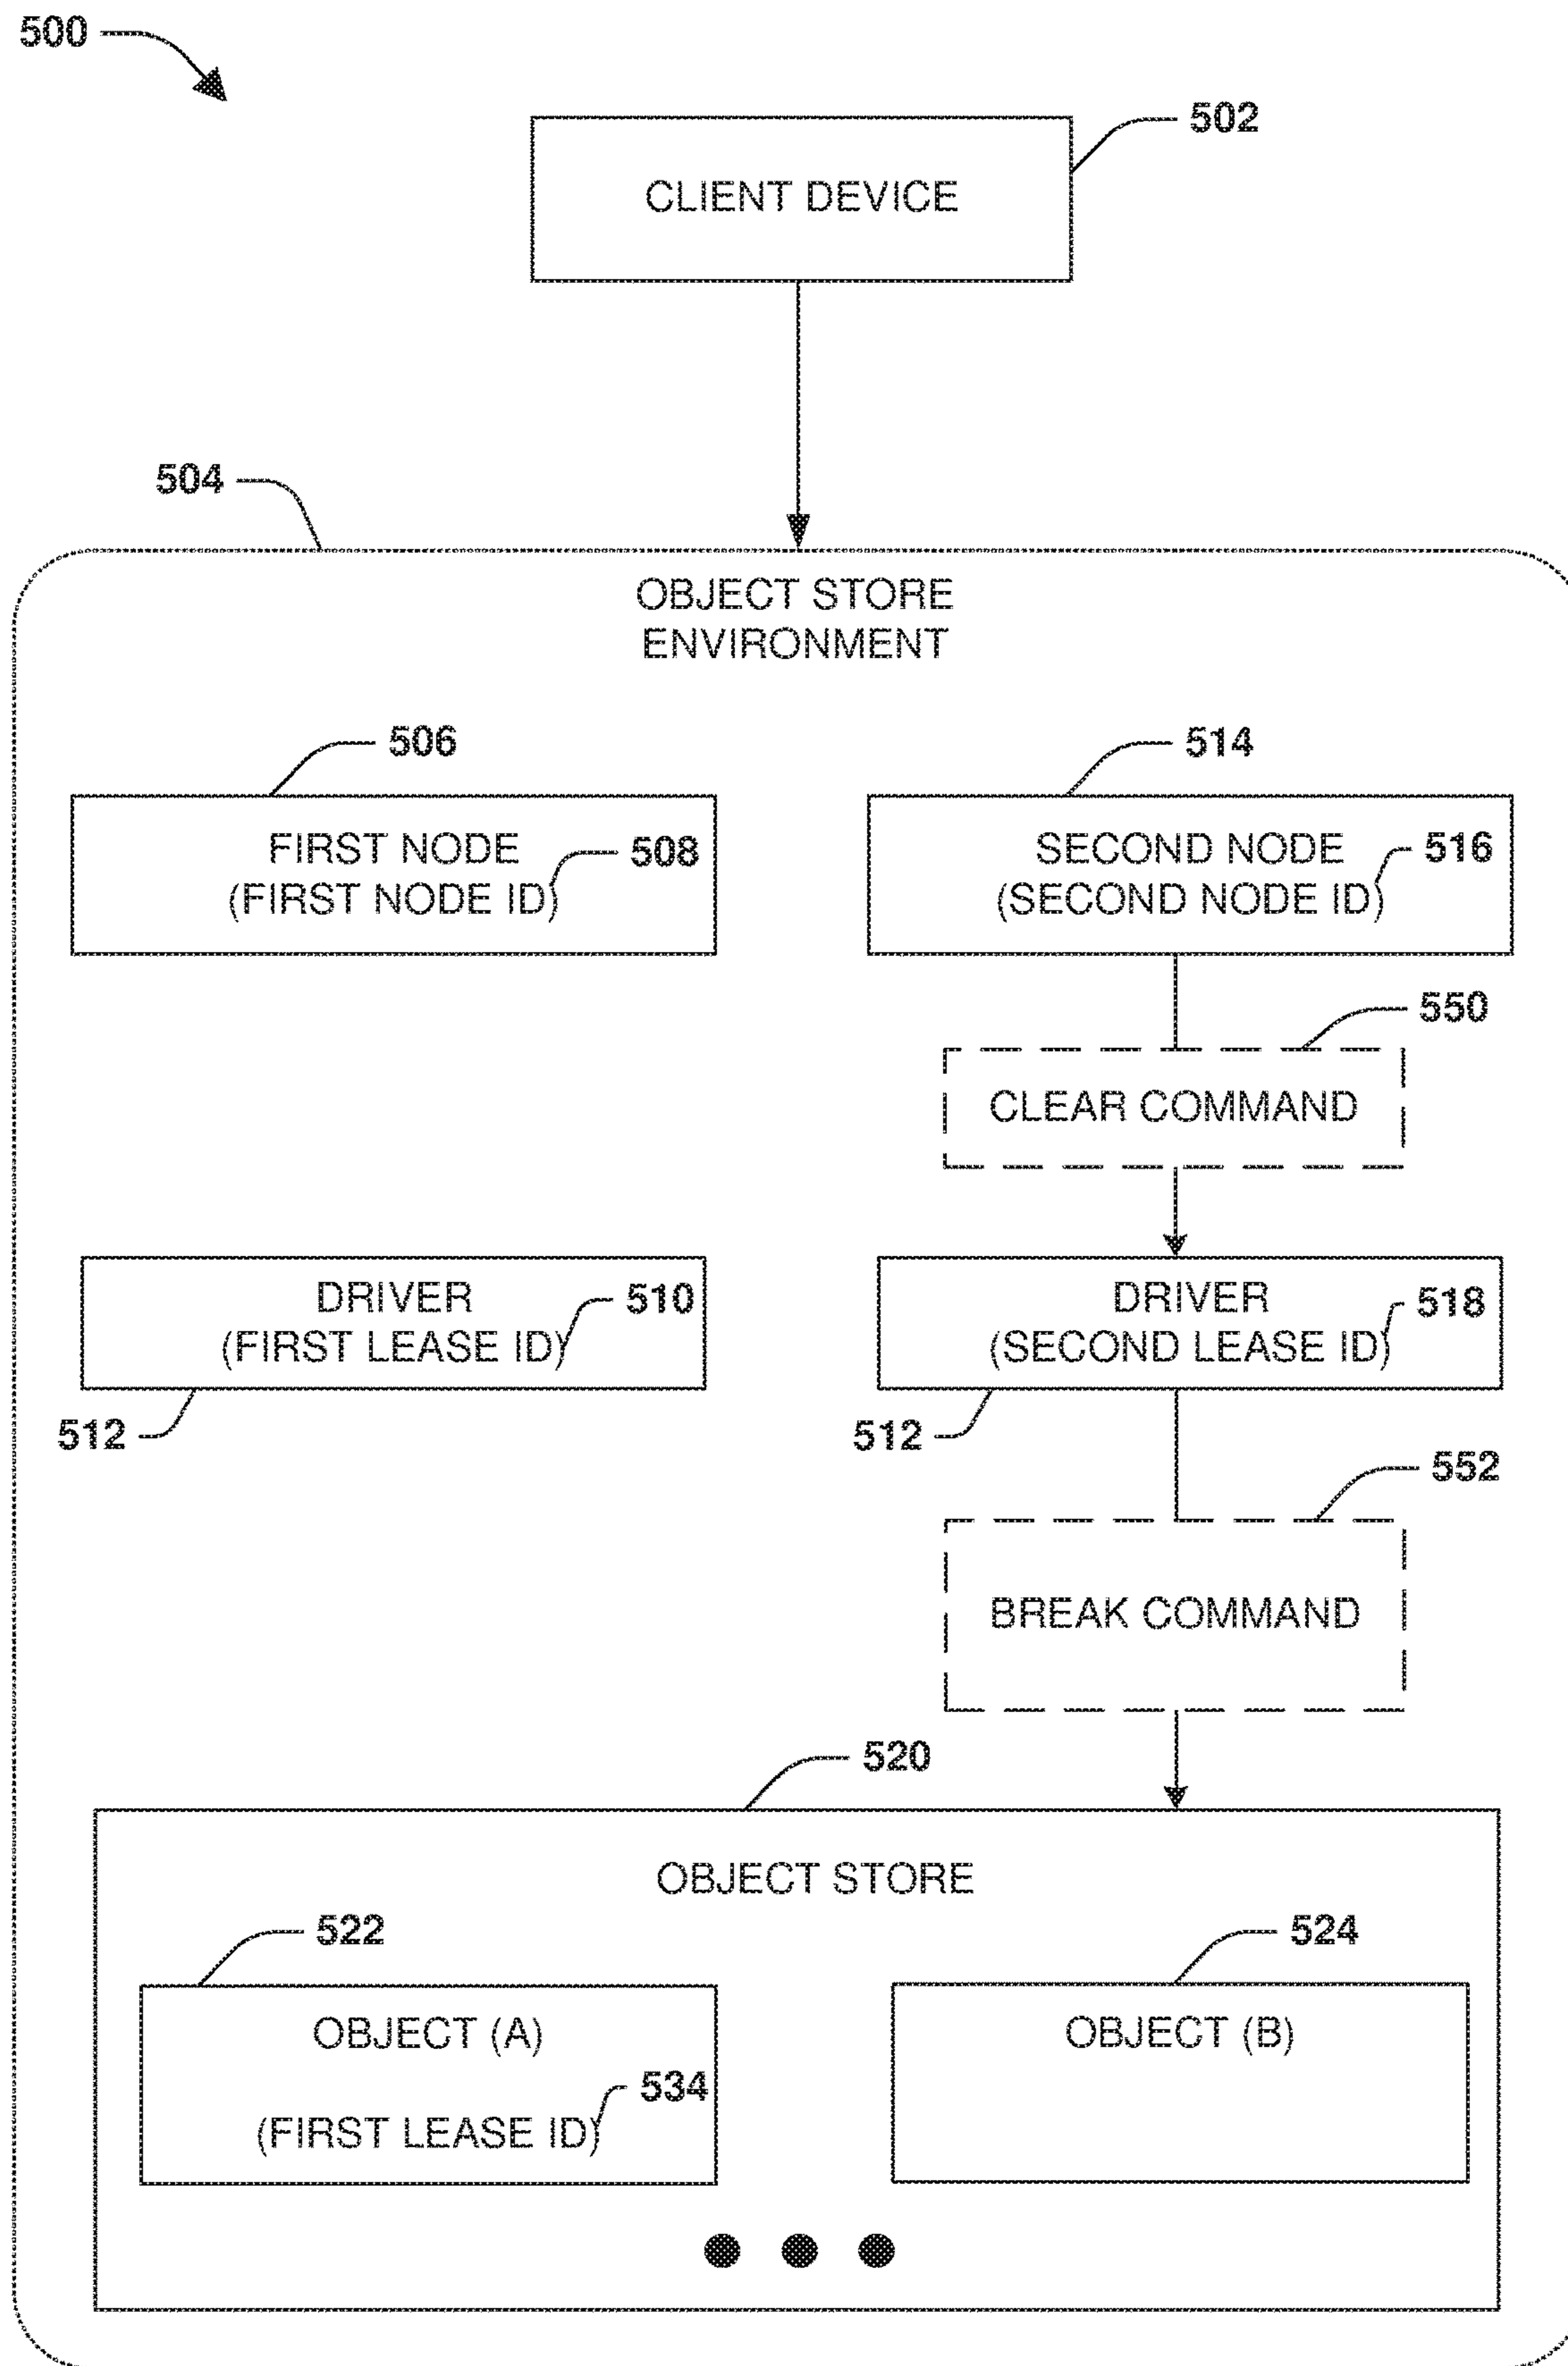 500
502
CLIENT DEVICE
504
OBJECT STORE
ENVIRONMENT
506
514
FIRST NODE
508
(FIRST NODE ID)
SECOND NODE
516
(SECOND NODE ID)
550
CLEAR COMMAND
DRIVER
510
(FIRST LEASE ID)
DRIVER
518
(SECOND LEASE ID)
512
512
552
BREAK COMMAND
520
OBJECT STORE
522
524
OBJECT (A)
534
(FIRST LEASE ID)
OBJECT (B)